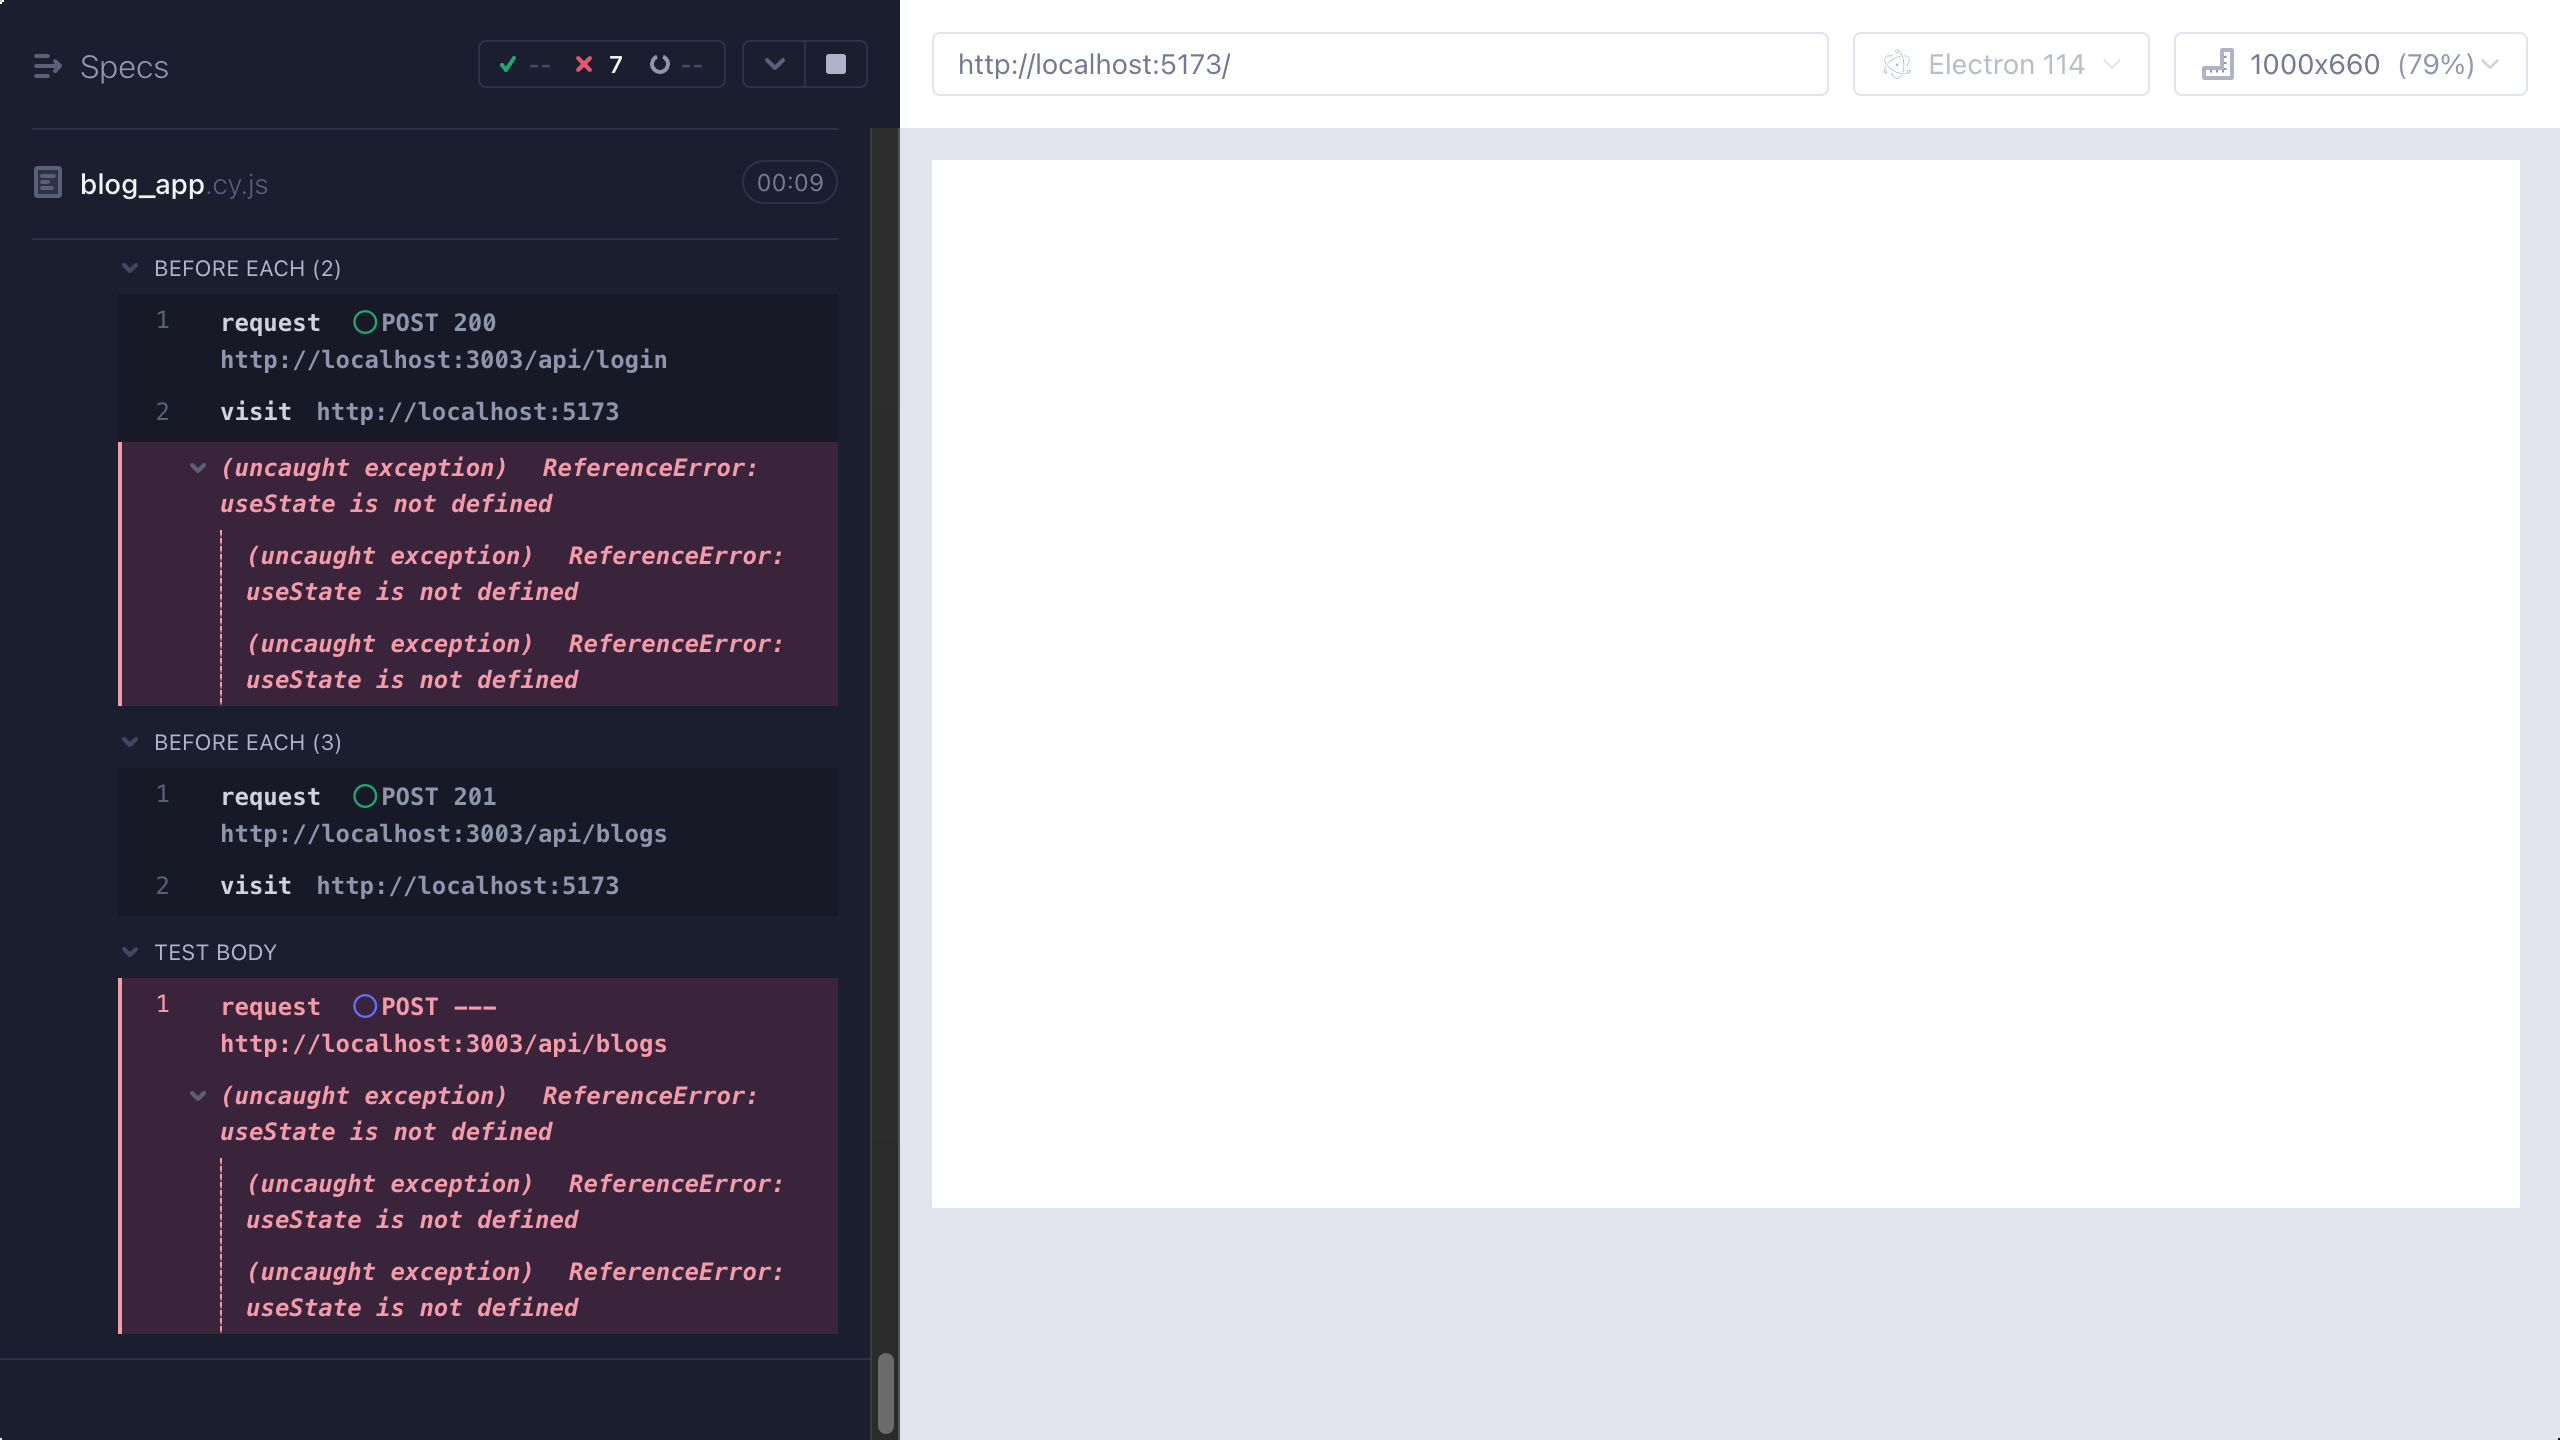 Specs
-- 7 --
blog_app.cy.js
00:09
BEFORE EACH (2)
1 request POST 200
http://localhost:3003/api/login
2 visit http://localhost:5173
(uncaught exception) ReferenceError:
useState is not defined
(uncaught exception) ReferenceError:
useState is not defined
(uncaught exception) ReferenceError:
useState is not defined
BEFORE EACH (3)
1 request POST 201
http://localhost:3003/api/blogs
2 visit http://localhost:5173
TEST BODY
1 request POST ---
http://localhost:3003/api/blogs
(uncaught exception) ReferenceError:
useState is not defined
(uncaught exception) ReferenceError:
useState is not defined
(uncaught exception) ReferenceError:
useState is not defined
http://localhost:5173/
Electron 114
1000x660 (79%)